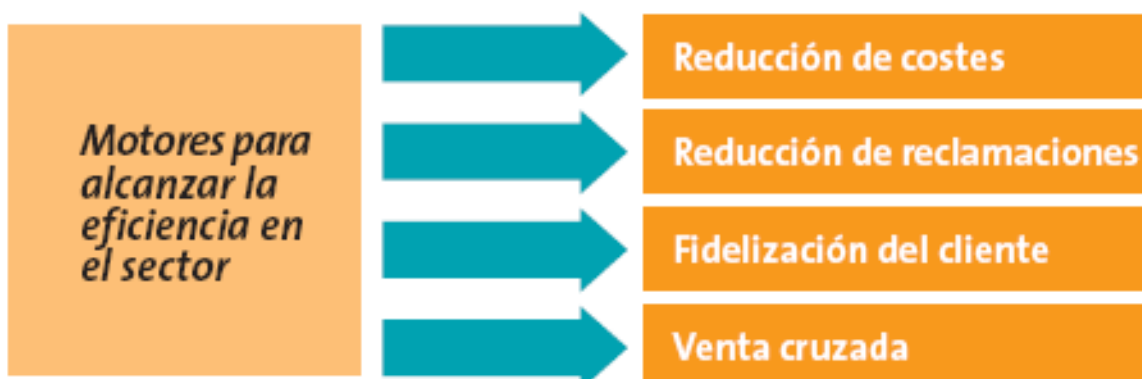 Motores para
alcanzar la
eficiencia en
el sector
Reducción de costes
Reducción de reclamaciones
Fidelización del cliente
Venta cruzada